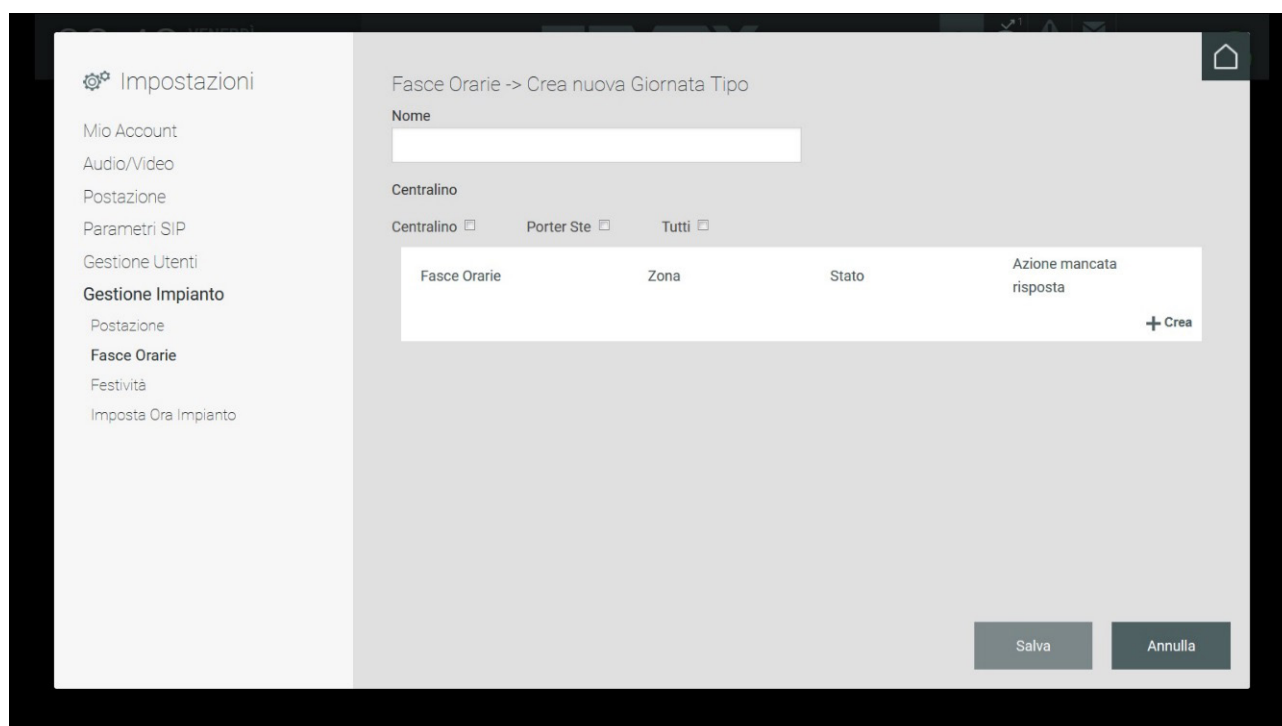 Impostazioni
Mio Account
Audio/Video
Postazione
Parametri SIP
Gestione Utenti
Gestione Impianto
Postazione
Fasce Orarie
Festività
Imposta Ora Impianto
Fasce Orarie -> Crea nuova Giornata Tipo
Nome
Centralino
Centralino Porter Ste Tutti
Fasce Orarie Zona Stato Azione mancata risposta
+ Crea
Salva Annulla